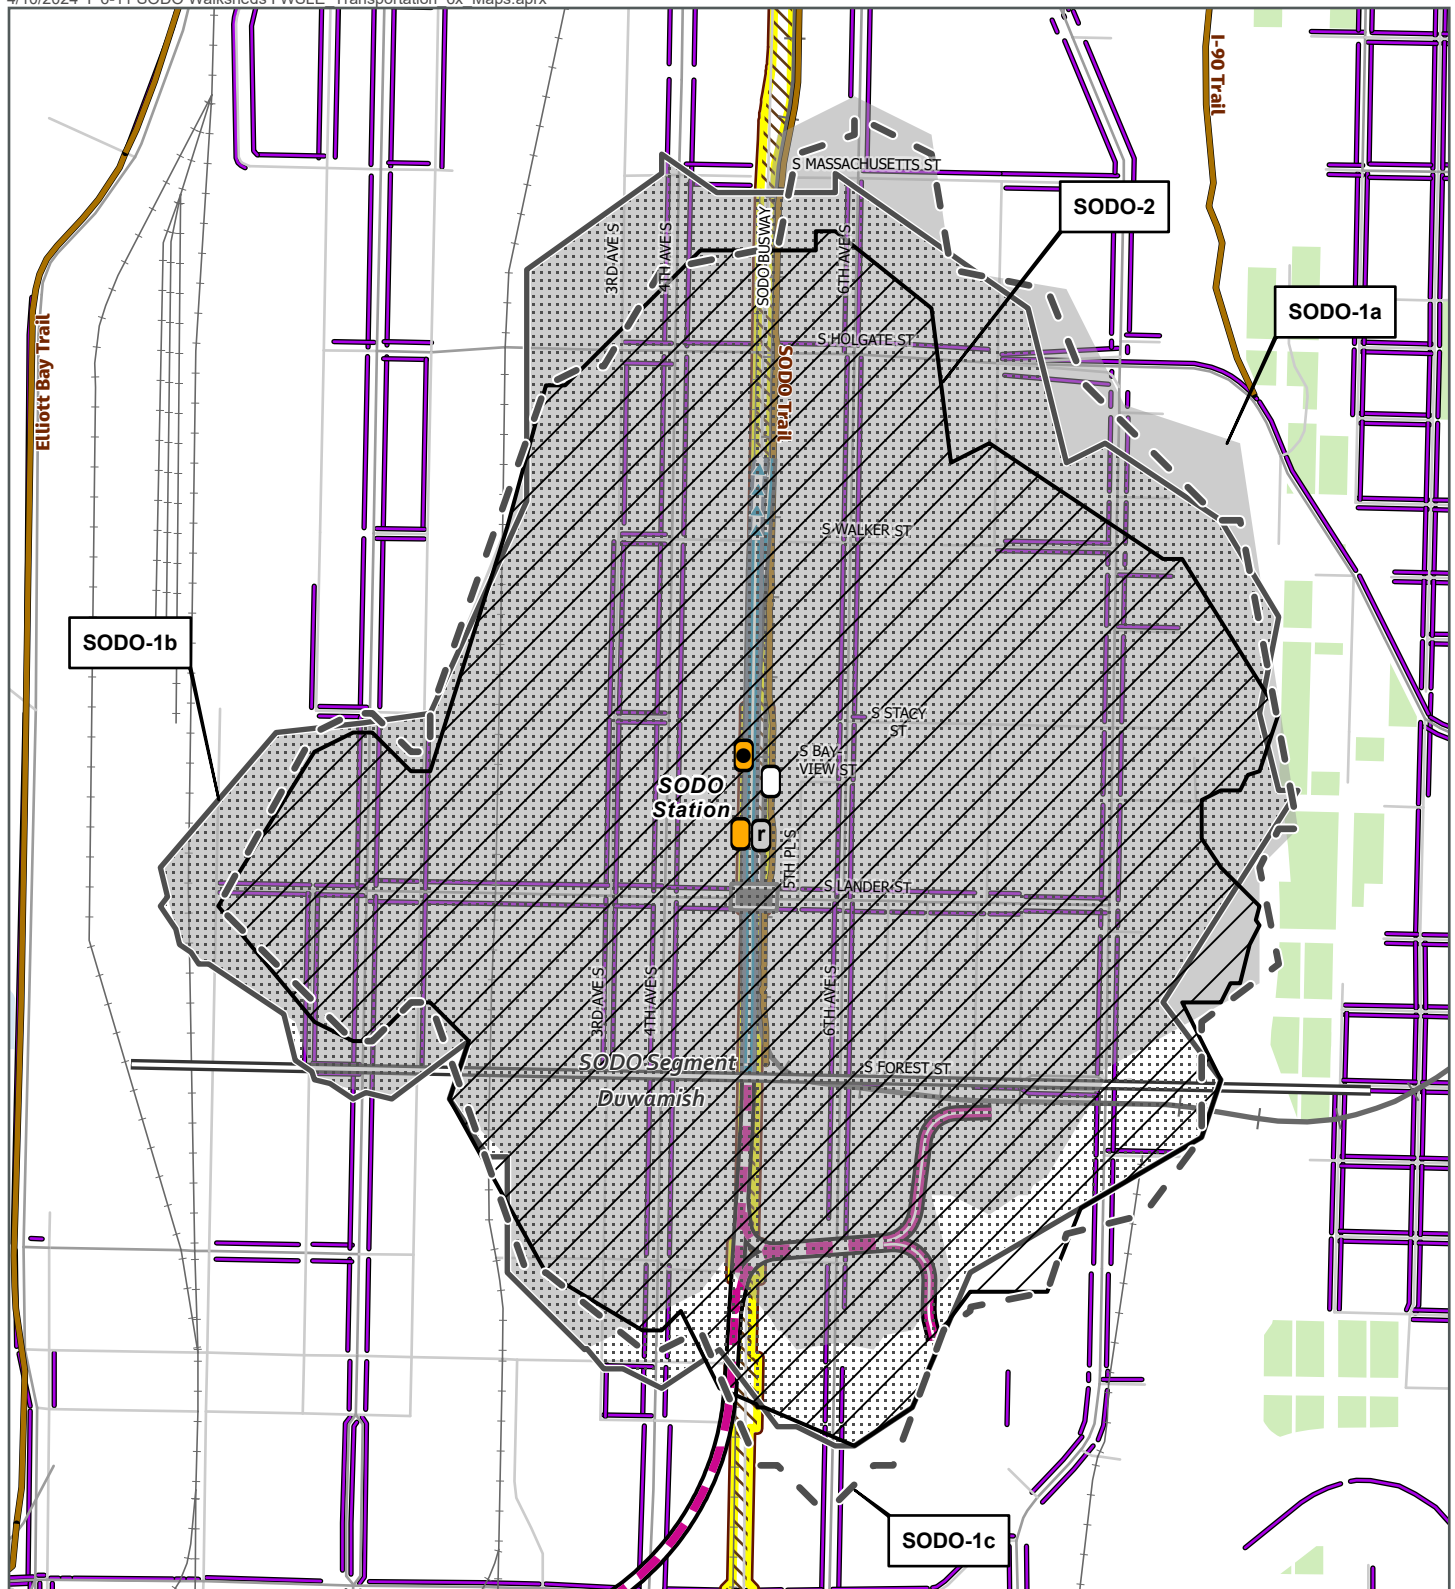 I-90 Trail
S MASSACHUSETTS ST
SODO-2
SODO BUSWAY
3RD AVE S
4TH AVE S
6TH AVE S
SODO-1a
Elliott Bay Trail
S HOLGATE ST
SODO Trail
S WALKER ST
SODO-1b
S STACY
ST
S BAY
VIEW ST
SODO
Station
r
5TH PL S
S LANDER ST
3RD AVE S
4TH AVE S
6TH AVE S
SODO Segment
S FOREST ST
Duwamish
SODO-1c